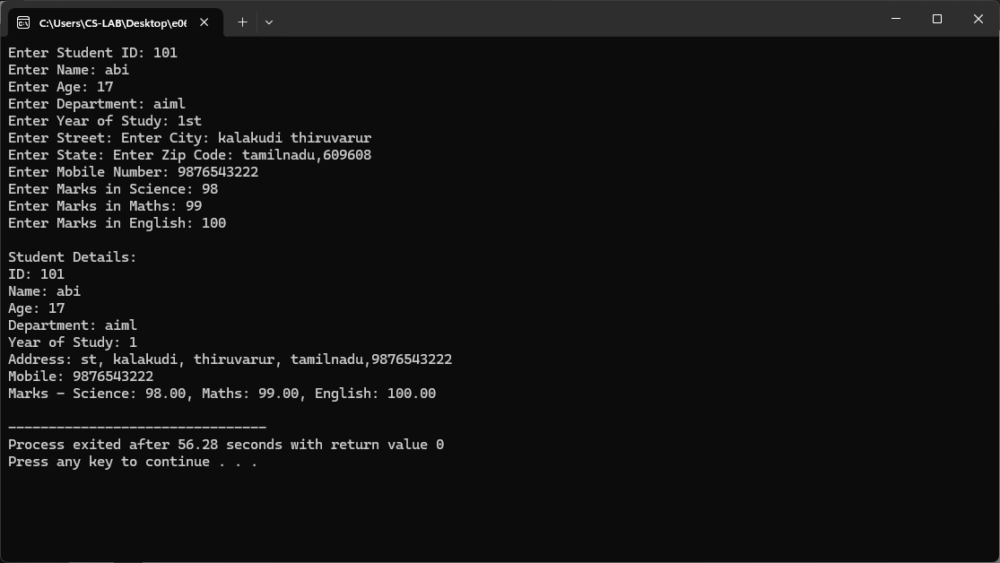 C:\Users\CS-LAB\Desktop\e06
Enter Student ID: 101
Enter Name: abi
Enter Age: 17
Enter Department: aiml
Enter Year of Study: 1st
Enter Street: Enter City: kalakudi thiruvarur
Enter State: Enter Zip Code: tamilnadu,609608
Enter Mobile Number: 9876543222
Enter Marks in Science: 98
Enter Marks in Maths: 99
Enter Marks in English: 100
Student Details:
ID: 101
Name: abi
Age: 17
Department: aiml
Year of Study: 1
Address: st, kalakudi, thiruvarur, tamilnadu,9876543222
Mobile: 9876543222
Marks - Science: 98.00, Maths: 99.00, English: 100.00
--------------------------------
Process exited after 56.28 seconds with return value 0
Press any key to continue . . .